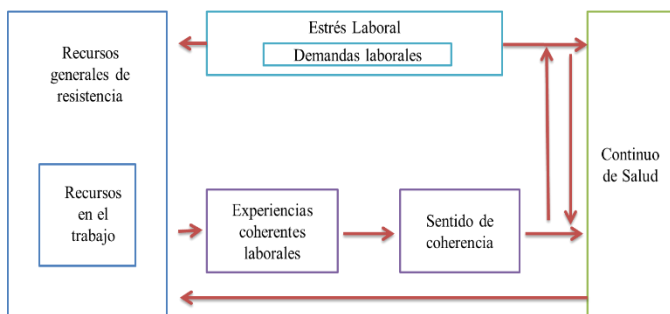 Recursos
generales de
resistencia
Recursos
en el
trabajo
Estrés Laboral
Demandas laborales
Experiencias
coherentes
laborales
Sentido de
coherencia
Continuo
de Salud